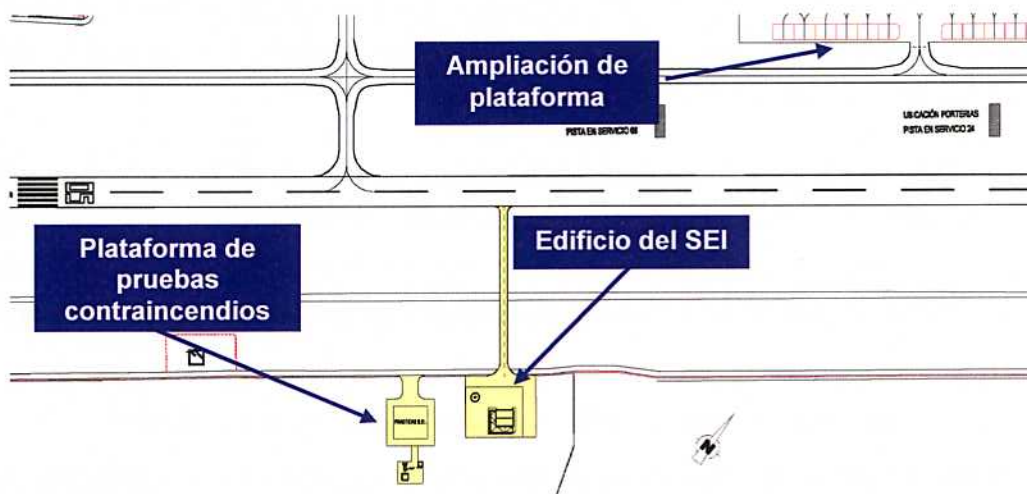 Ampliación de
plataforma
UBICACIÓN PORTERIAS
PISTA EN SERVICIO 24
PISTA EN SERVICIO 06
Edificio del SEI
Plataforma de
pruebas
contraincendios
N